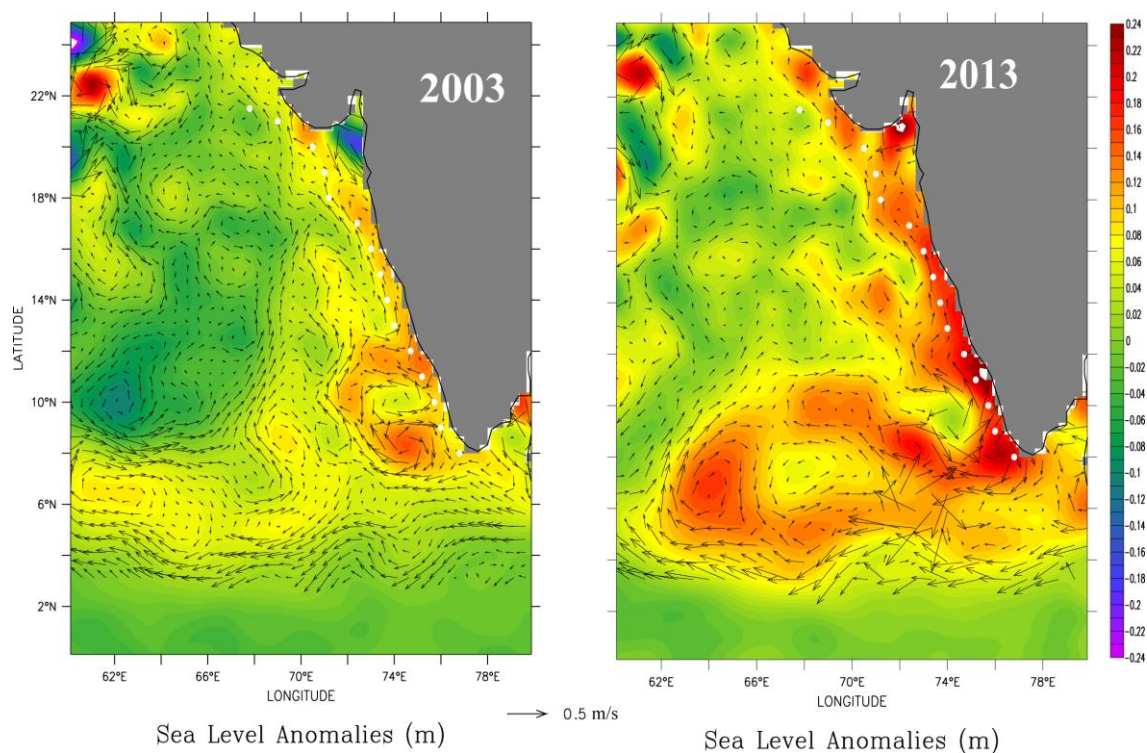 2003
2013
22°N
18°N
14°N
10°N
6°N
2°N
LATITUDE
62°E
66°E
70°E
74°E
78°E
LONGITUDE
Sea Level Anomalies (m)
0.5 m/s
62°E
66°E
70°E
74°E
78°E
LONGITUDE
Sea Level Anomalies (m)
0.24
0.22
0.2
0.18
0.16
0.14
0.12
0.1
0.08
0.06
0.04
0.02
0
-0.02
-0.04
-0.06
-0.08
-0.1
-0.12
-0.14
-0.16
-0.18
-0.2
-0.22
-0.24